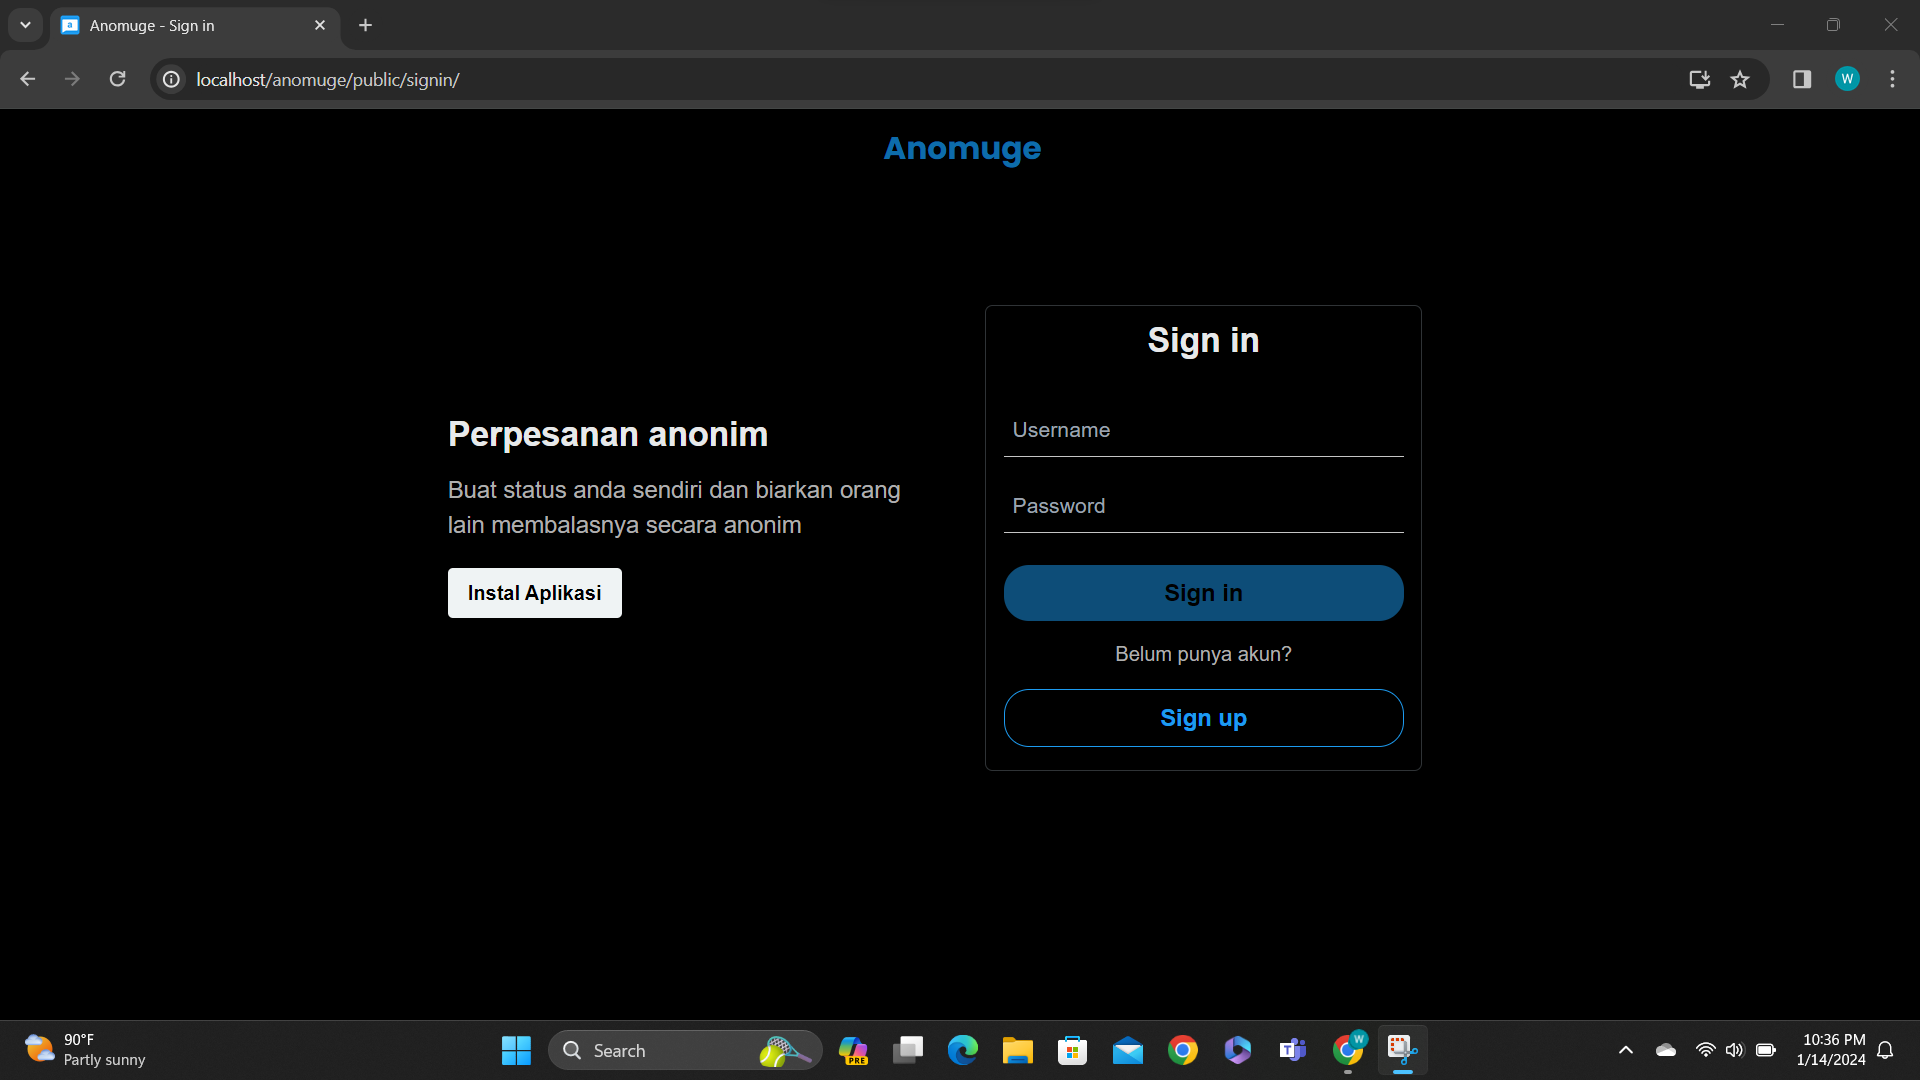 Anomuge - Sign in
localhost/anomuge/public/signin/
W
Anomuge
Sign in
Username
Perpesanan anonim
Buat status anda sendiri dan biarkan orang
lain membalasnya secara anonim
Password
Instal Aplikasi
Sign in
Belum punya akun?
Sign up
90°F
Partly sunny
Search
PRE
T
W
10:36 PM
1/14/2024